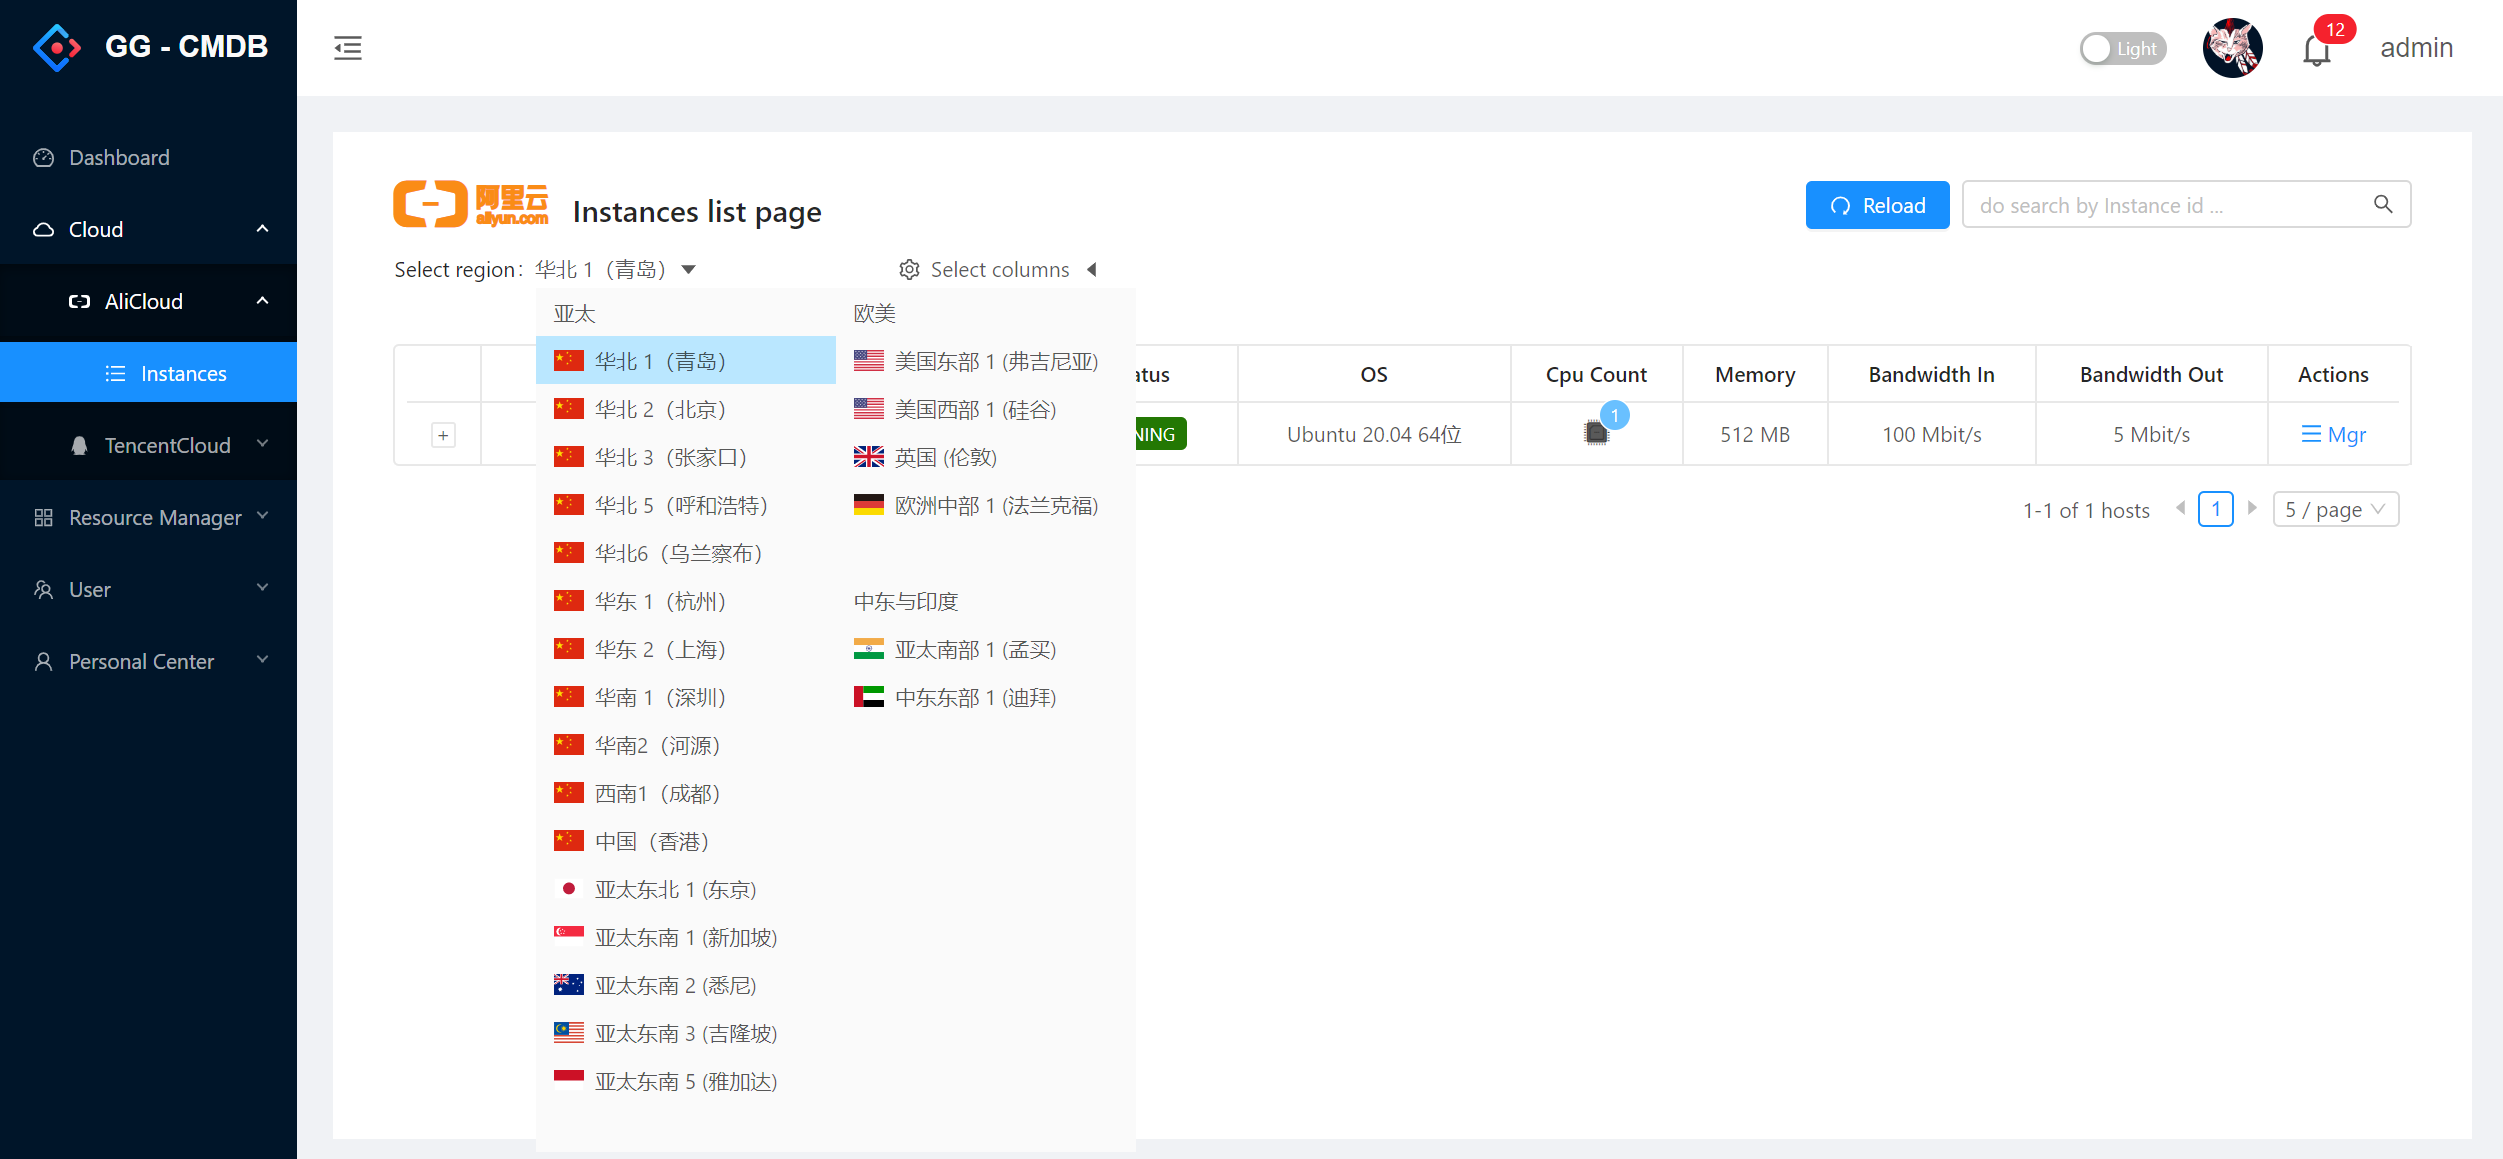 GG - CMDB
Light
12
admin
Dashboard
Cloud
AliCloud
Instances
TencentCloud
Resource Manager
User
Personal Center
阿里云
aliyun.com
Instances list page
Reload
do search by Instance id ...
Select region: 华北 1（青岛）
Select columns
亚太
华北 1（青岛）
华北 2（北京）
华北 3（张家口）
华北 5（呼和浩特）
华北6（乌兰察布）
华东 1（杭州）
华东 2（上海）
华南 1（深圳）
华南2（河源）
西南1（成都）
中国（香港）
亚太东北 1 (东京)
亚太东南 1 (新加坡)
亚太东南 2 (悉尼)
亚太东南 3 (吉隆坡)
亚太东南 5 (雅加达)
欧美
美国东部 1 (弗吉尼亚)
美国西部 1 (硅谷)
英国 (伦敦)
欧洲中部 1 (法兰克福)
中东与印度
亚太南部 1 (孟买)
中东东部 1 (迪拜)
atus OS Cpu Count Memory Bandwidth In Bandwidth Out Actions
NING Ubuntu 20.04 64位 1 512 MB 100 Mbit/s 5 Mbit/s Mgr
1-1 of 1 hosts 1 5 / page